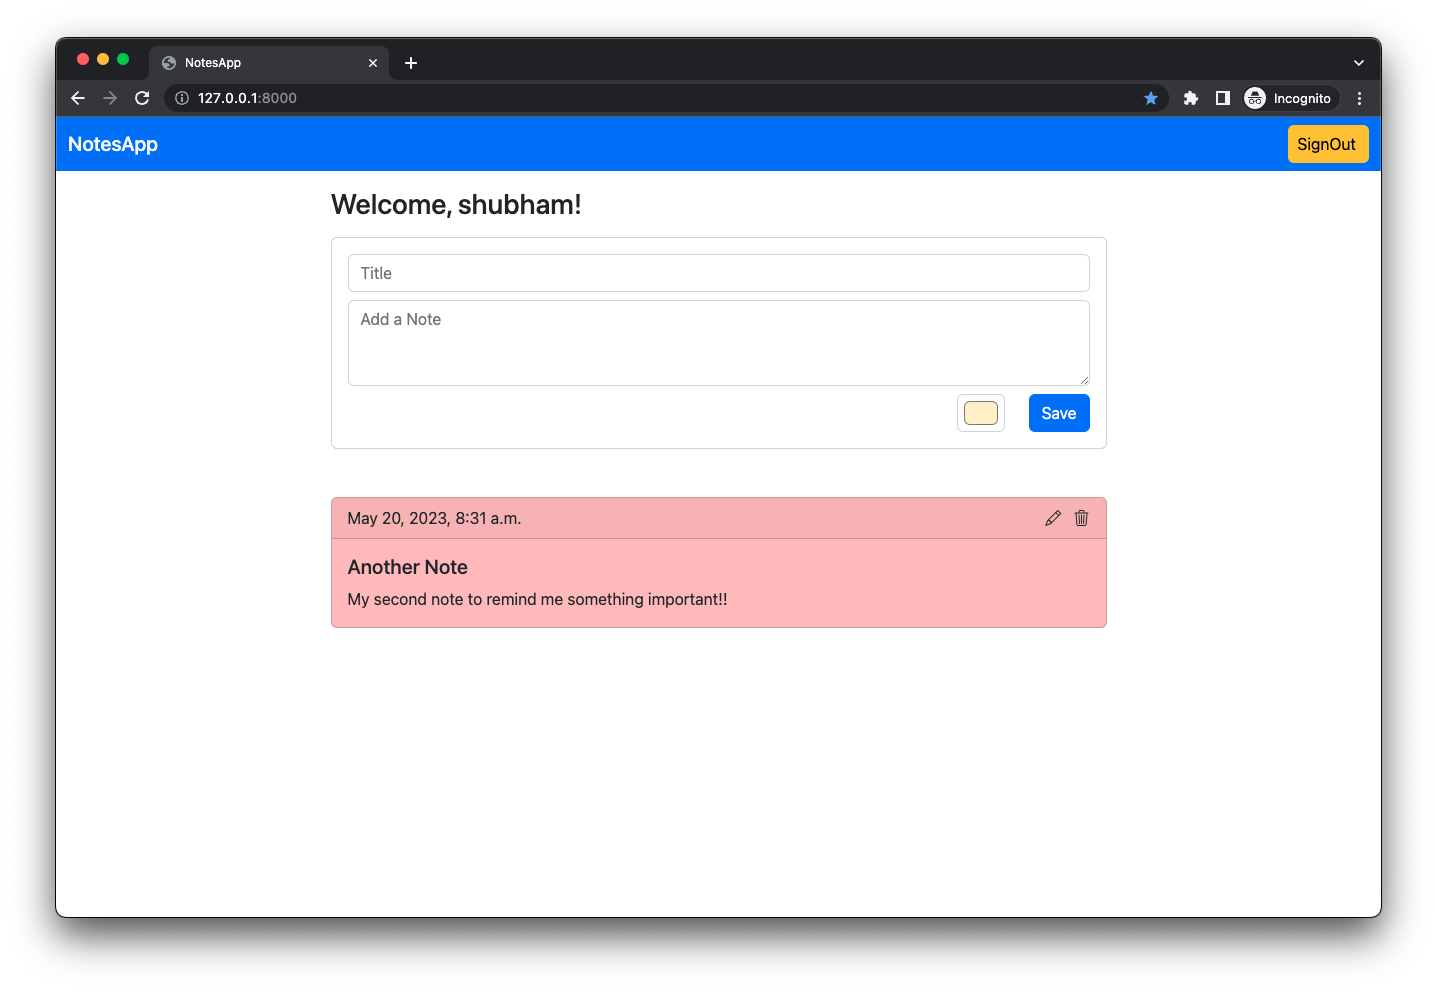 NotesApp
127.0.0.1:8000
Incognito
NotesApp
SignOut
Welcome, shubham!
Title
Add a Note
Save
May 20, 2023, 8:31 a.m.
Another Note
My second note to remind me something important!!